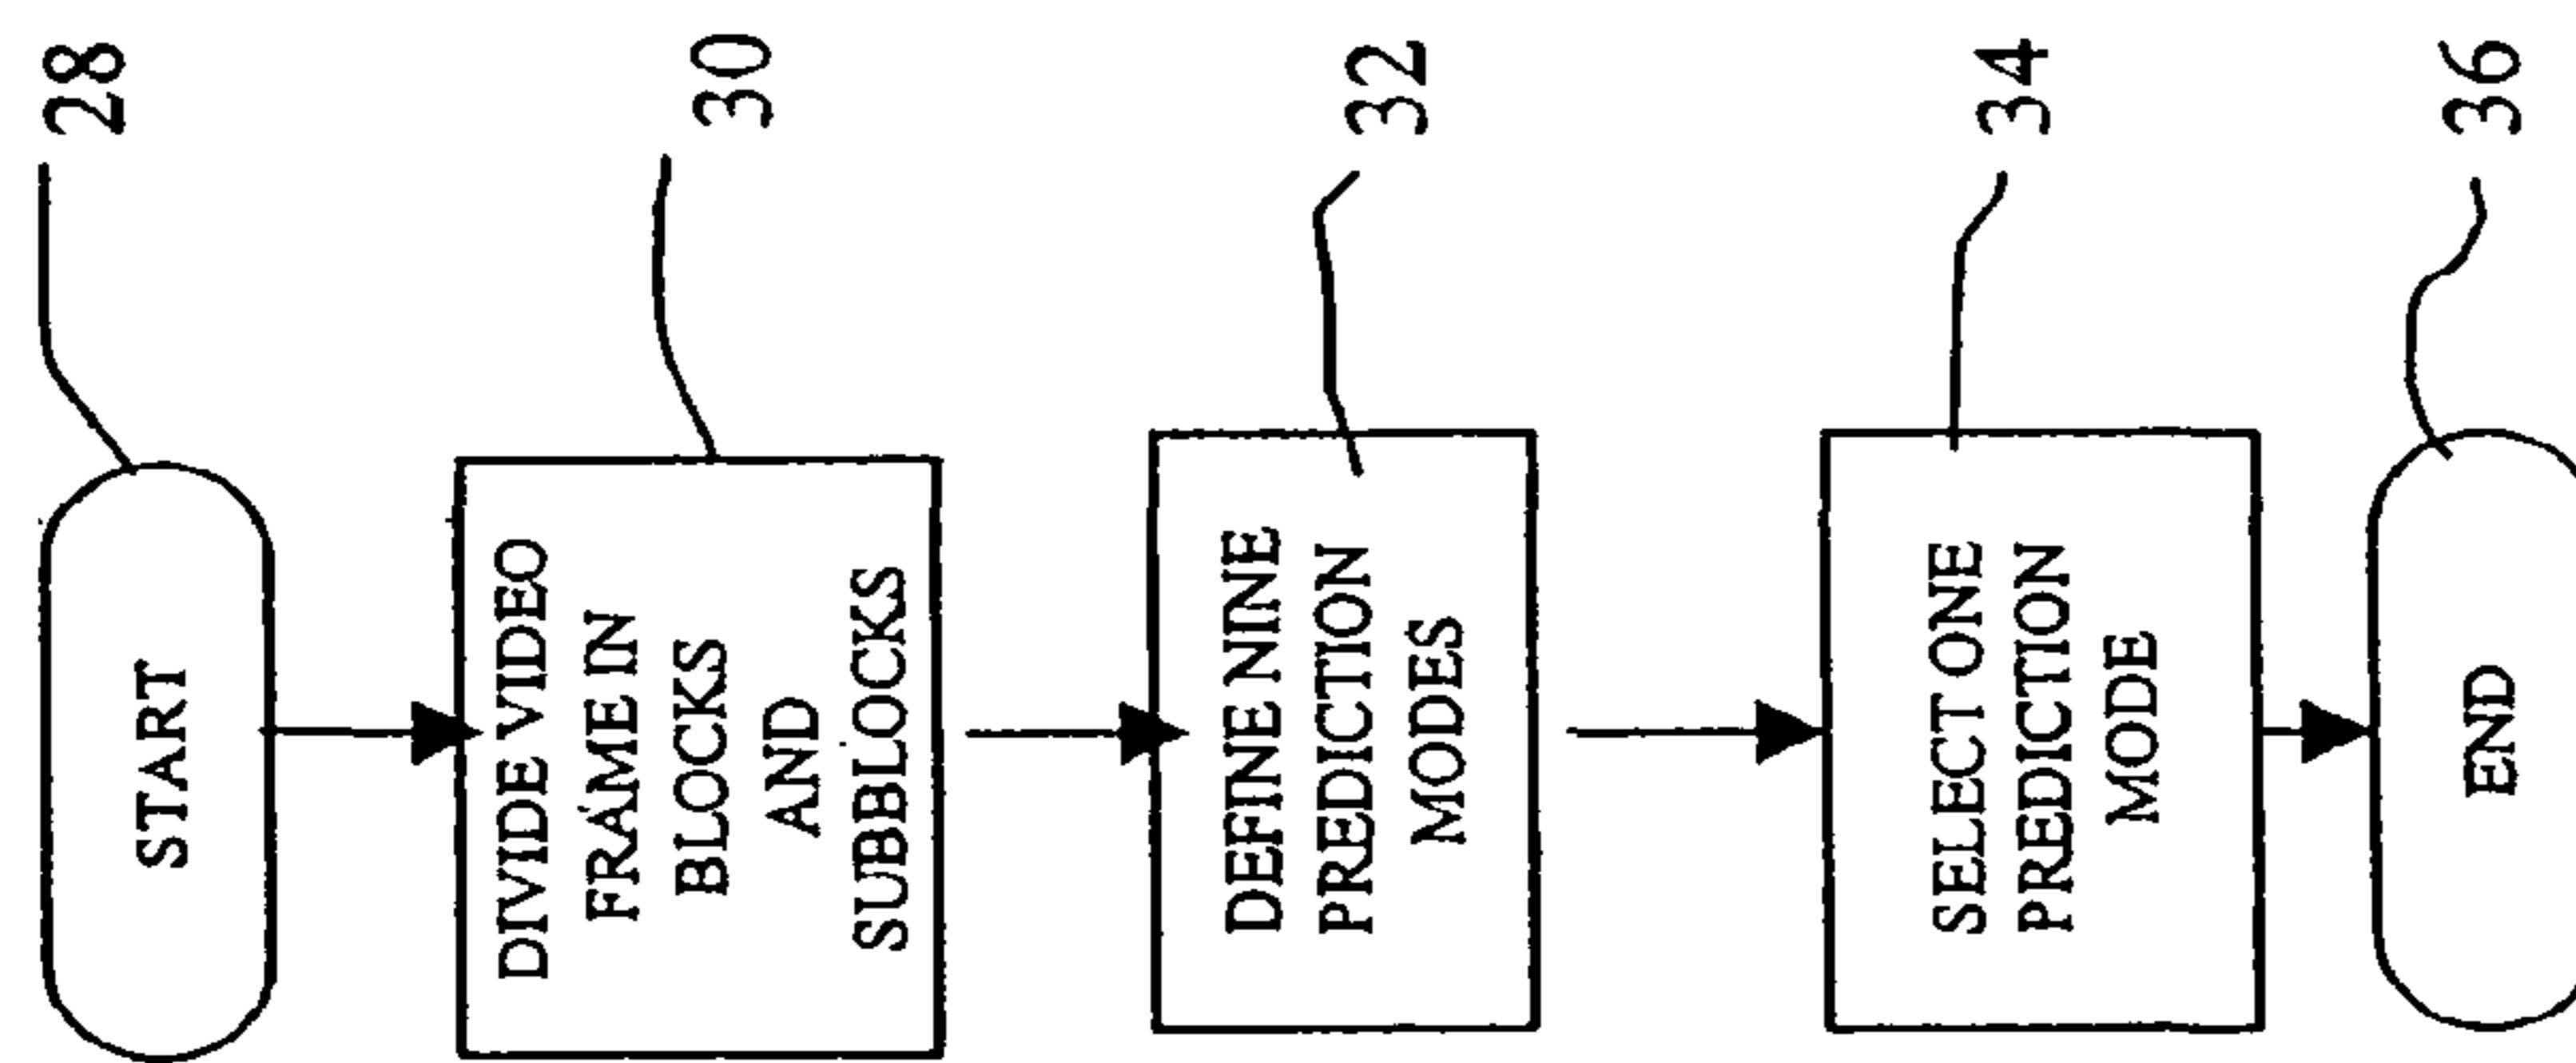 START
28
DIVIDE VIDEO
FRAME IN
BLOCKS
AND
SUBBLOCKS
30
DEFINE NINE
PREDICTION
MODES
32
SELECT ONE
PREDICTION
MODE
34
END
36